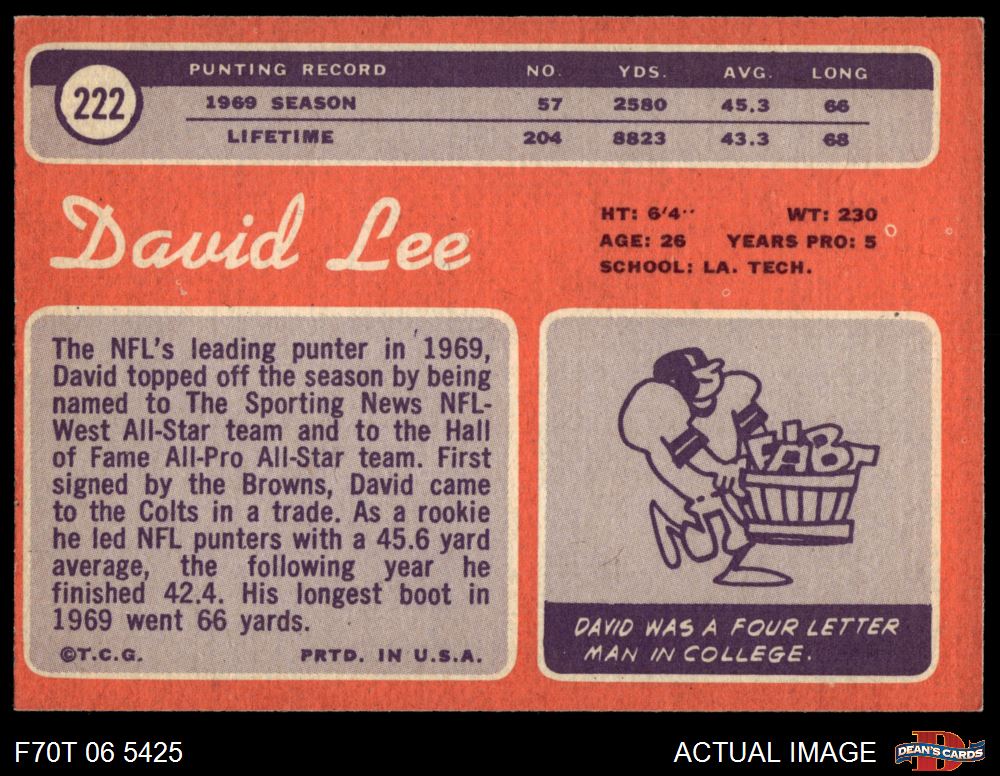 222
PUNTING RECORD NO. YDS. AVG. LONG
1969 SEASON 57 2580 45.3 66
LIFETIME 204 8823 43.3 68
David Lee
HT: 6'4" WT: 230
AGE: 26 YEARS PRO: 5
SCHOOL: LA. TECH.
The NFL's leading punter in 1969,
David topped off the season by being
named to The Sporting News NFL-
West All-Star team and to the Hall
of Fame All-Pro All-Star team. First
signed by the Browns, David came
to the Colts in a trade. As a rookie
he led NFL punters with a 45.6 yard
average, the following year he
finished 42.4. His longest boot in
1969 went 66 yards.
©T.C.G. PRTD. IN U.S.A.
DAVID WAS A FOUR LETTER
MAN IN COLLEGE.
F70T 06 5425
ACTUAL IMAGE
D
DEAN'S CARDS